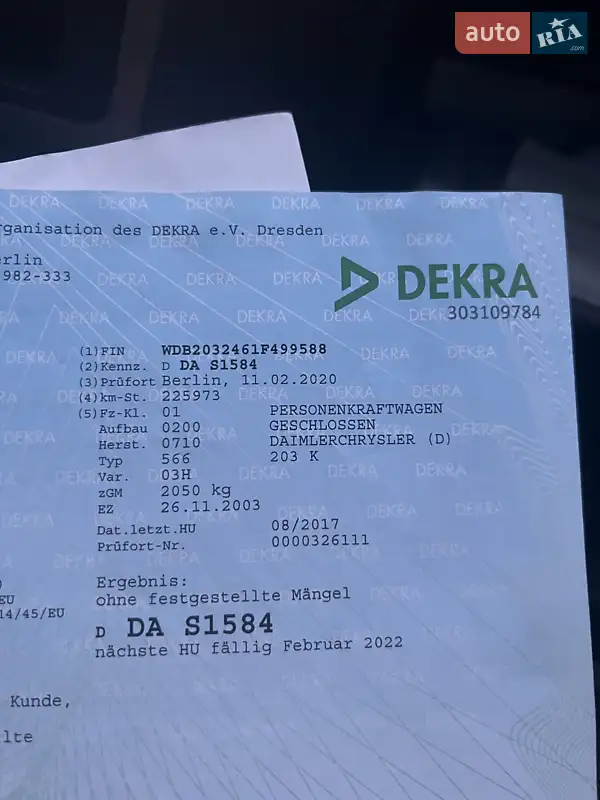 auto RIA .com
rganisation des DEKRA e.V. Dresden
erlin
982-333
DEKRA
303109784
(1) FIN WDB2032461F499588
(2) Kennz. D DA S1584
(3) Prüfort Berlin, 11.02.2020
(4) km-St. 225973
(5) Fz-Kl. 01 PERSONENKRAFTWAGEN
Aufbau 0200 GESCHLOSSEN
Herst. 0710 DAIMLERCHRYSLER (D)
Typ 566 203 K
Var. 03H
zGM 2050 kg
EZ 26.11.2003
Dat.letzt.HU 08/2017
Prüfort-Nr. 0000326111
Ergebnis:
EU ohne festgestellte Mängel
14/45/EU
D DA S1584
nächste HU fällig Februar 2022
Kunde,
lte